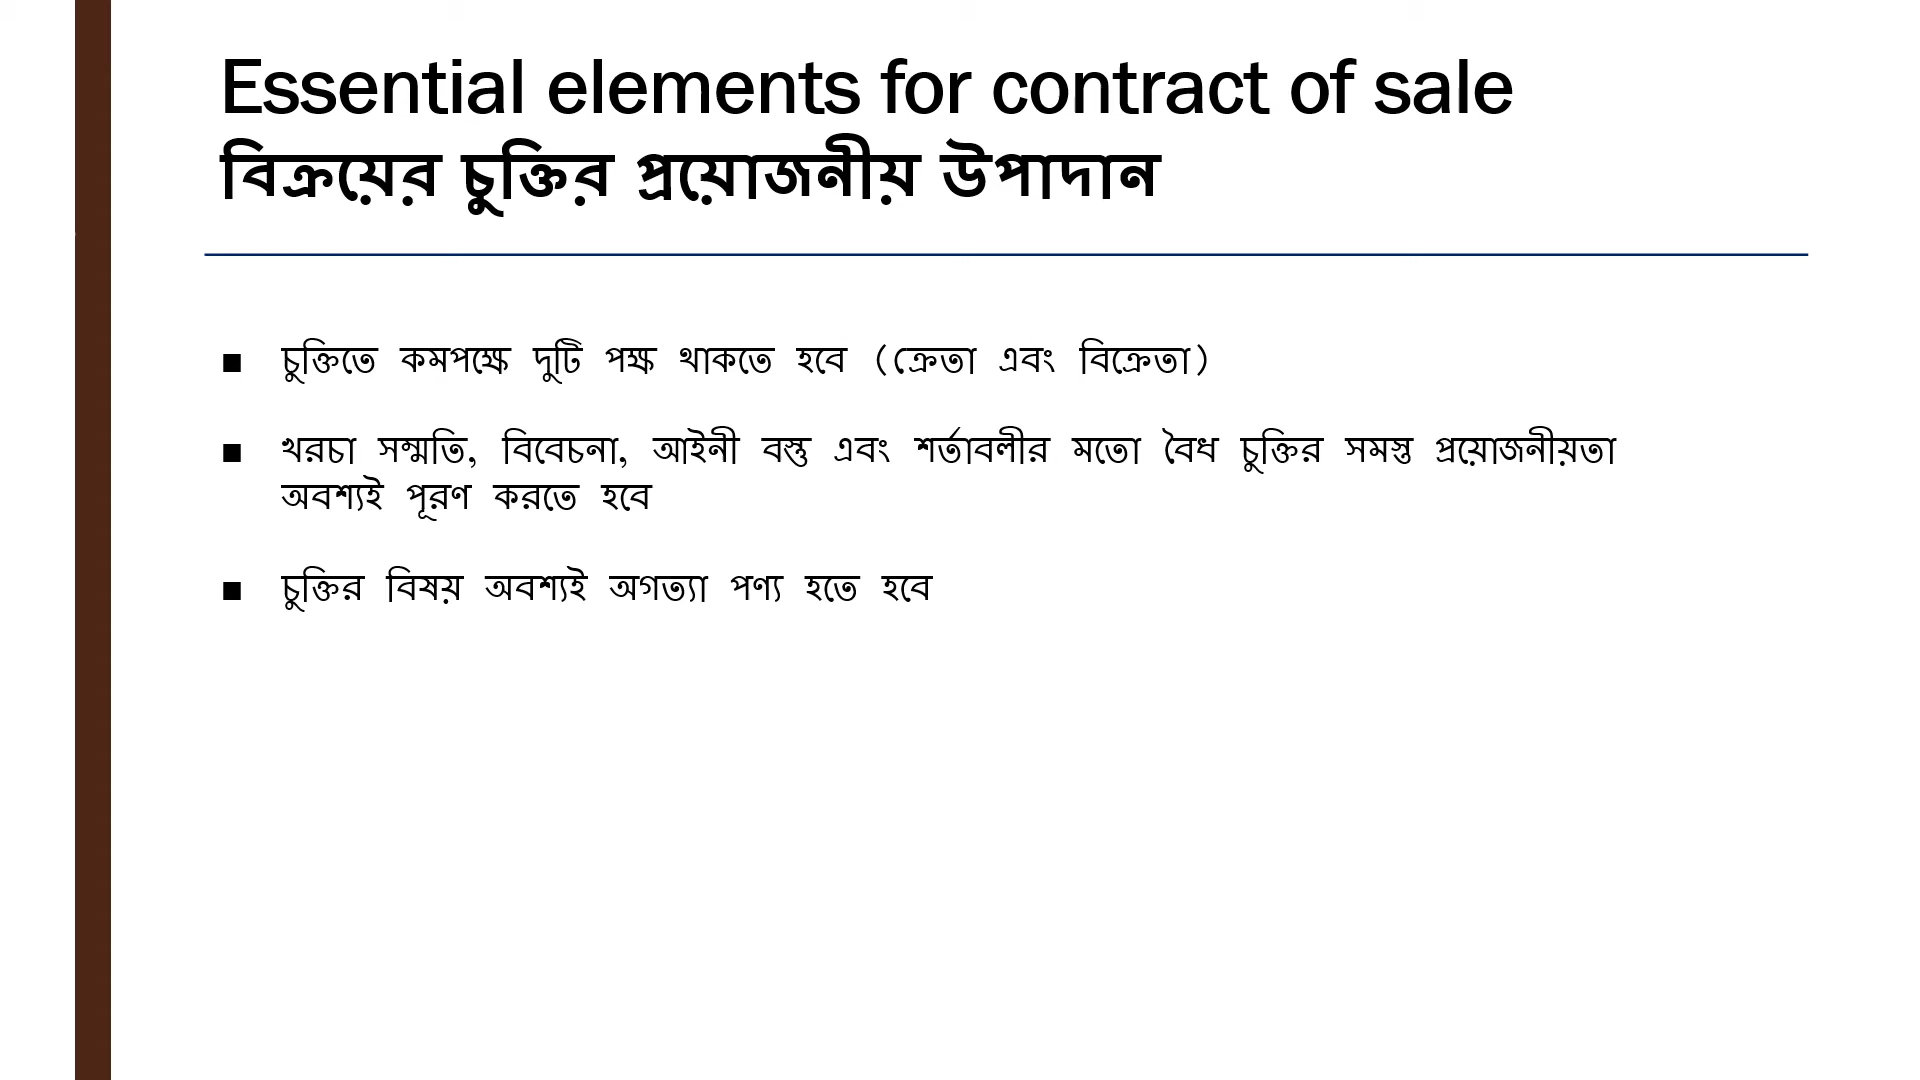 Essential elements for contract of sale
বিক্রয়ের চুক্তির প্রয়োজনীয় উপাদান
■ চুক্তিতে কমপক্ষে দুটি পক্ষ থাকতে হবে (ক্রেতা এবং বিক্রেতা)
■ খরচা সম্মতি, বিবেচনা, আইনী বস্তু এবং শর্তাবলীর মতো বৈধ চুক্তির সমস্ত প্রয়োজনীয়তা
অবশ্যই পূরণ করতে হবে
■ চুক্তির বিষয় অবশ্যই অগত্যা পণ্য হতে হবে